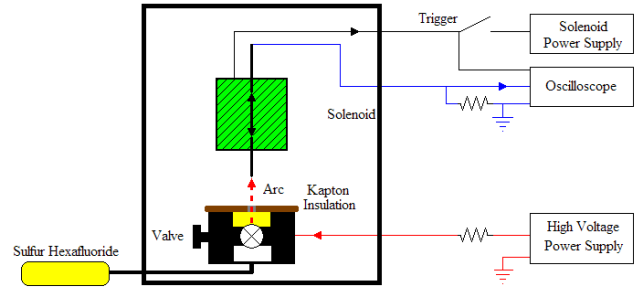 Trigger
Solenoid
Power Supply
Oscilloscope
Solenoid
Arc
Kapton
Insulation
Valve
High Voltage
Power Supply
Sulfur Hexafluoride